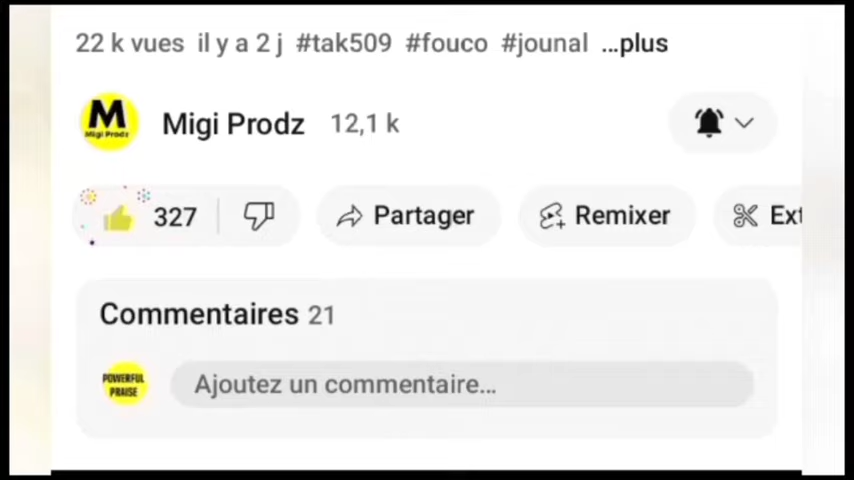 22 k vues il y a 2 j #tak509 #fouco #jounal ...plus
M
Migi Prodz
Migi Prodz 12,1 k
327
Partager
Remixer
Ext
Commentaires 21
POWERFUL
PRAISE
Ajoutez un commentaire...